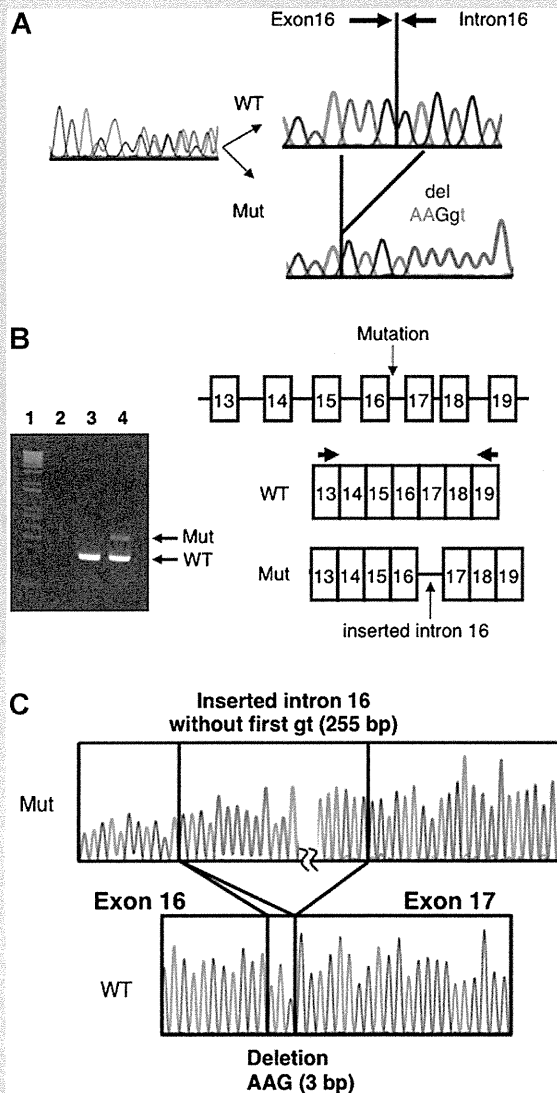 A
Exon16 Intron16
WT
Mut
del
AAGgt
B
Mutation
1 2 3 4
13 14 15 16 17 18 19
WT
13 14 15 16 17 18 19
Mut
WT
Mut
13 14 15 16 17 18 19
inserted intron 16
C
Inserted intron 16
without first gt (255 bp)
Mut
Exon 16 Exon 17
WT
Deletion
AAG (3 bp)